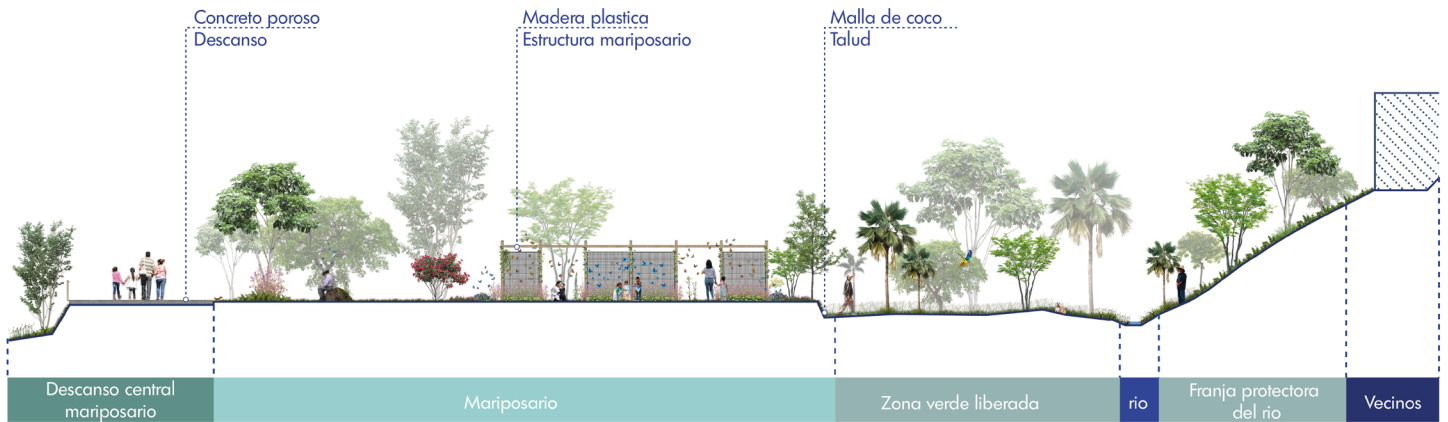 Concreto poroso
Descanso
Madera plastica
Estructura mariposario
Malla de coco
Talud
Descanso central
mariposario
Mariposario
Zona verde liberada
rio
Franja protectora
del rio
Vecinos